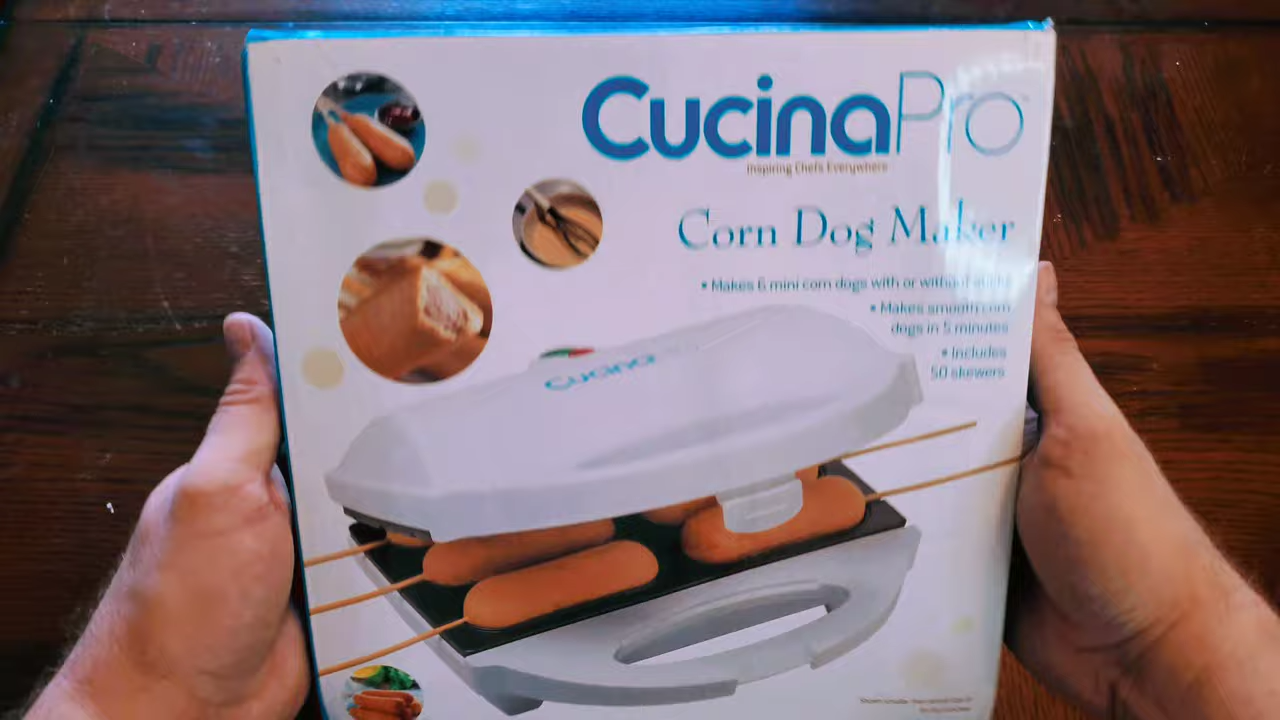 CucinaPro
Inspiring Chefs Everywhere
Corn Dog Maker
• Makes 6 mini corn dogs with or without sticks
• Makes smooth corn
dogs in 5 minutes
• Includes
50 skewers
Cucina